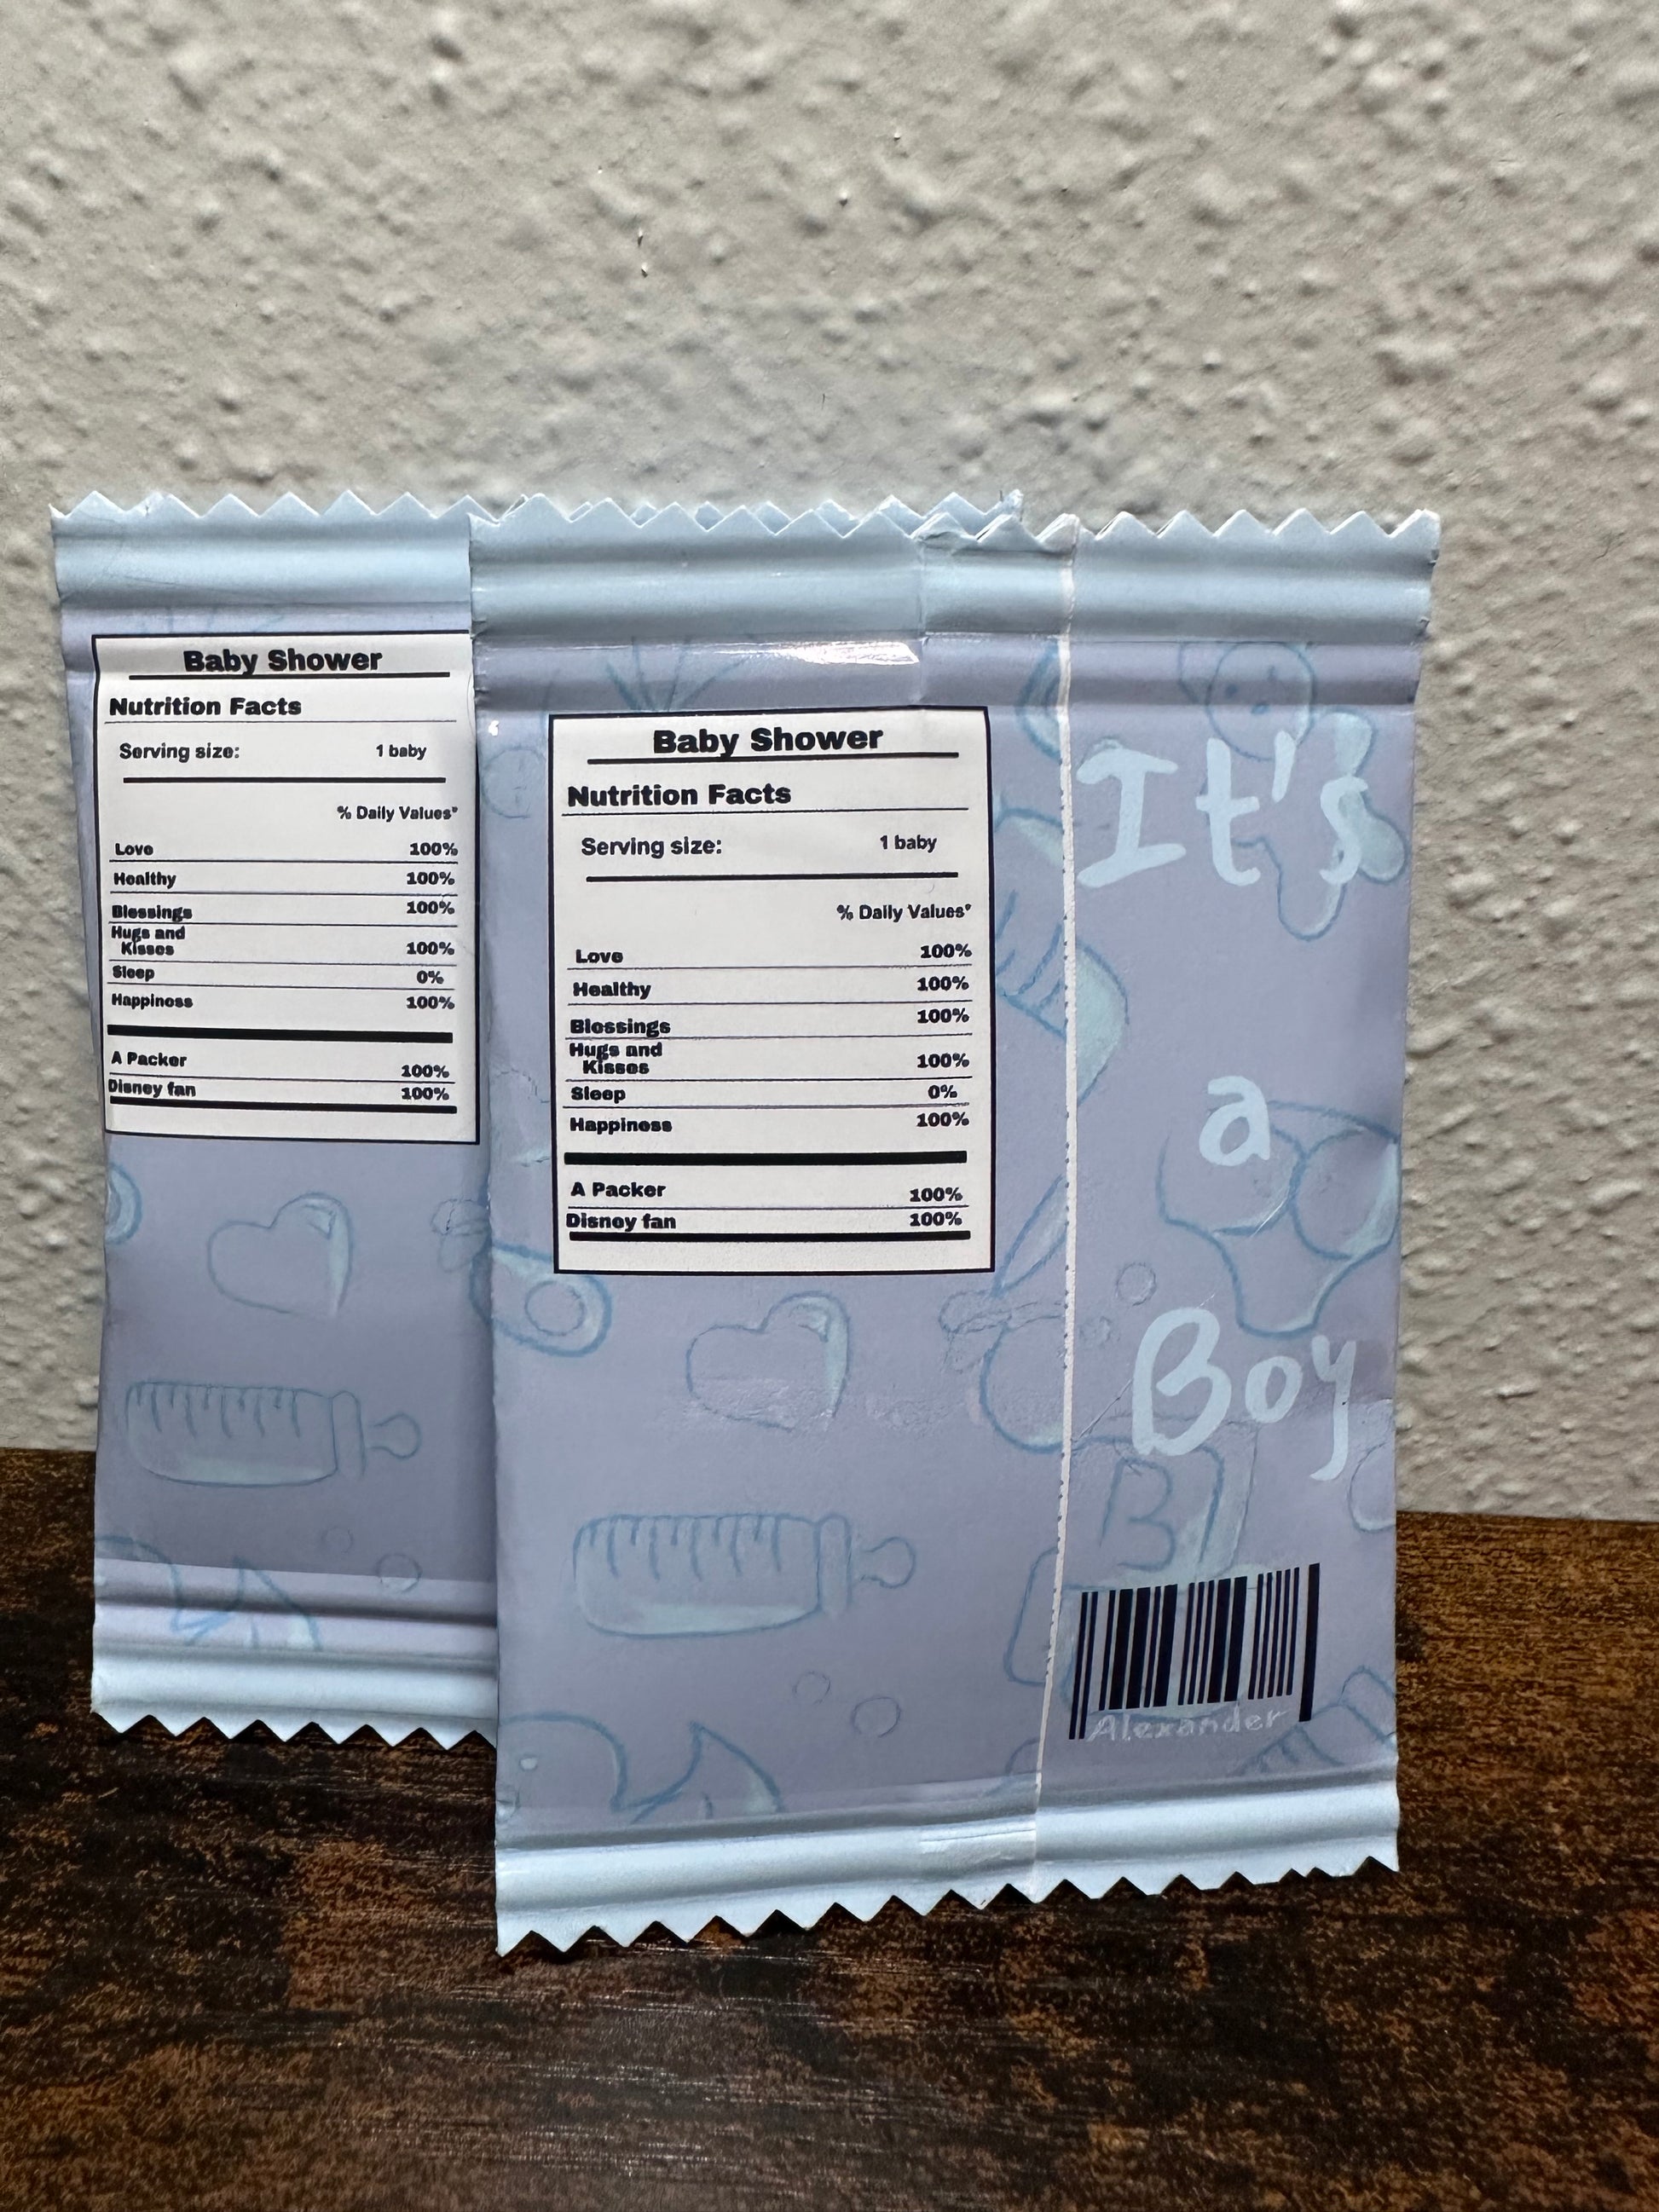 Baby Shower
Nutrition Facts
Serving size: 1 baby
% Daily Values*
Love 100%
Healthy 100%
Blessings 100%
Hugs and
Kisses 100%
Sleep 0%
Happiness 100%
A Packer 100%
Disney fan 100%
Baby Shower
Nutrition Facts
Serving size: 1 baby
% Daily Values*
Love 100%
Healthy 100%
Blessings 100%
Hugs and
Kisses 100%
Sleep 0%
Happiness 100%
A Packer 100%
Disney fan 100%
It's
a
Boy
B
Alexander